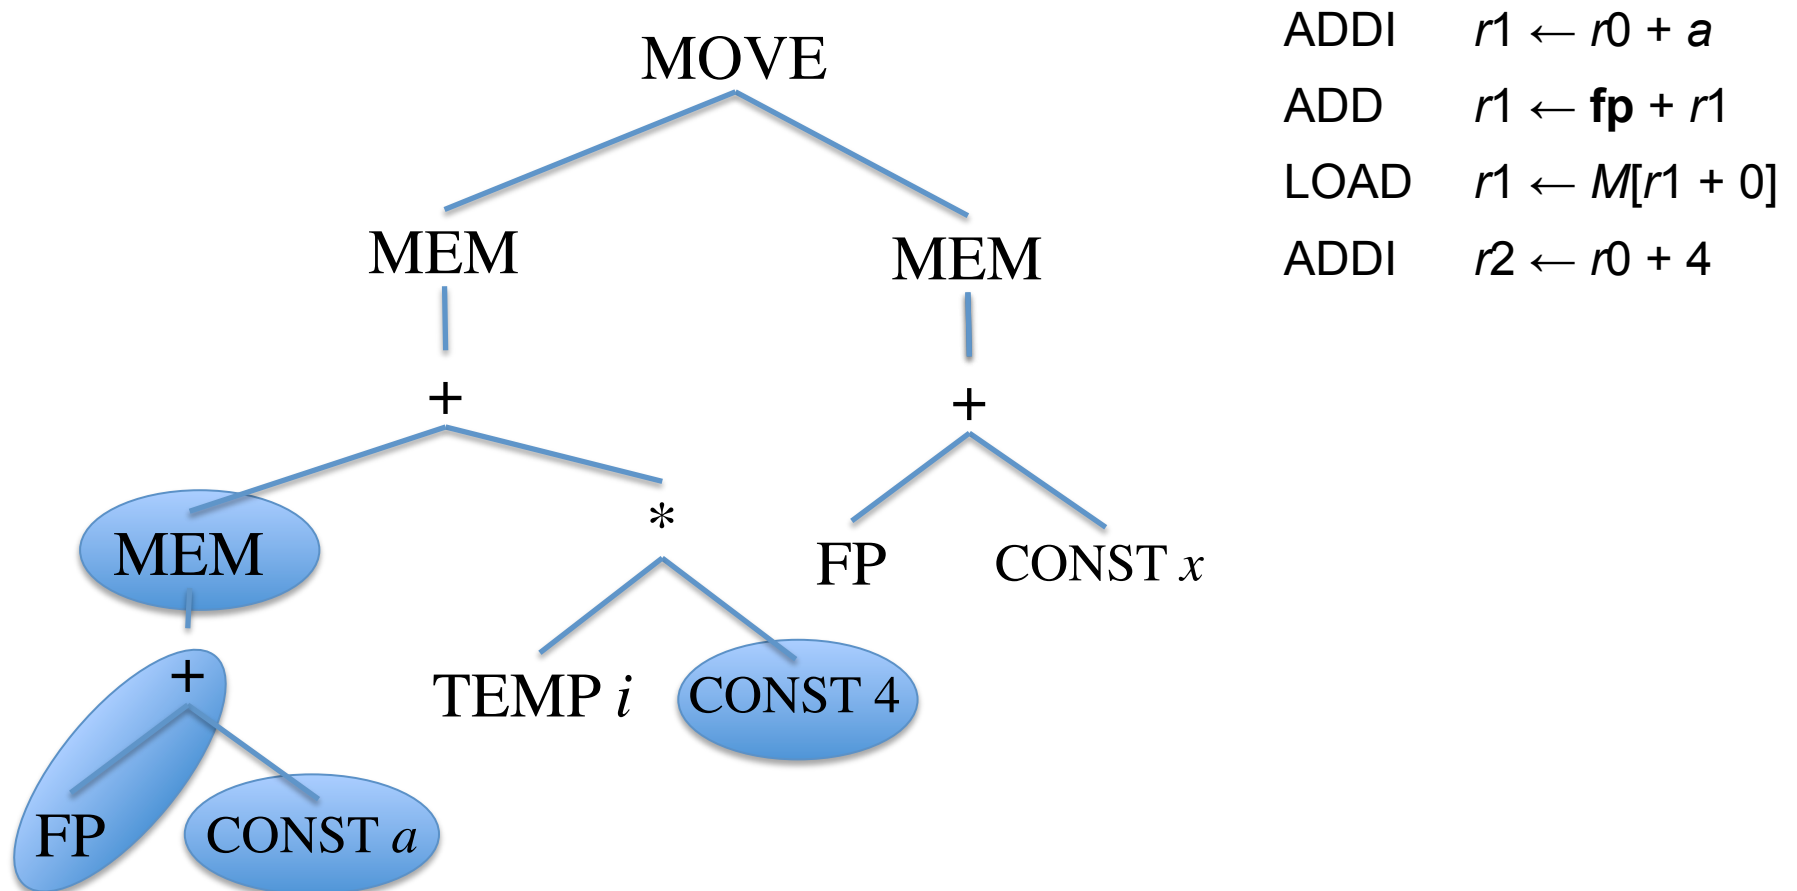 MOVE
MEM
MEM
+
+
MEM
*
FP
CONST x
+
TEMP i
CONST 4
FP
CONST a
ADDI r1 ← r0 + a
ADD r1 ← fp + r1
LOAD r1 ← M[r1 + 0]
ADDI r2 ← r0 + 4